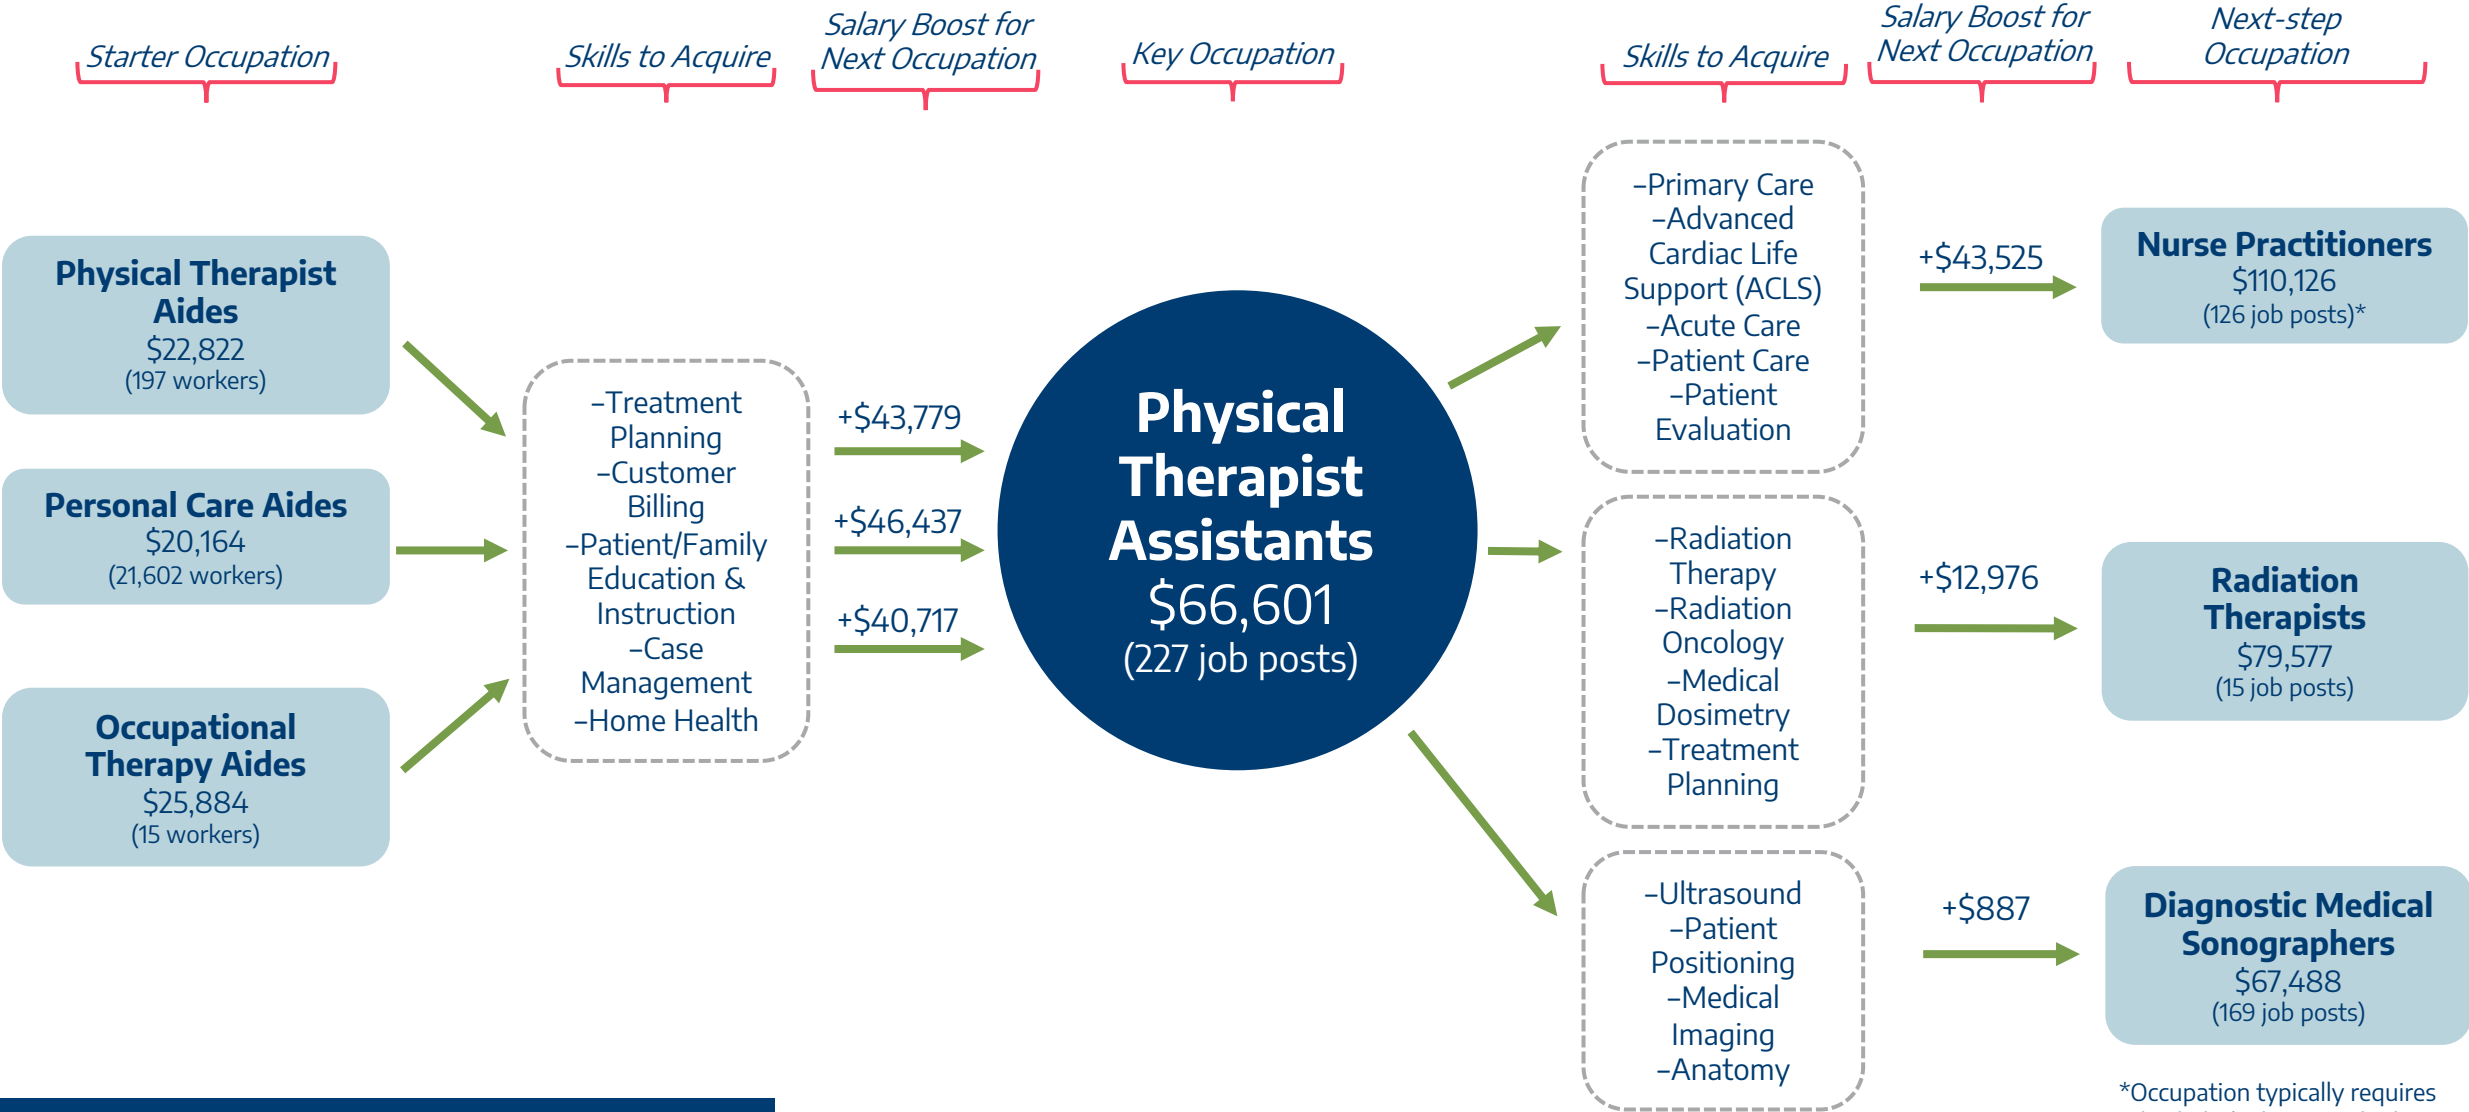 Starter Occupation
Skills to Acquire
Salary Boost for
Next Occupation
Key Occupation
Skills to Acquire
Salary Boost for
Next Occupation
Next-step
Occupation
Physical Therapist
Aides
$22,822
(197 workers)
Personal Care Aides
$20,164
(21,602 workers)
Occupational
Therapy Aides
$25,884
(15 workers)
–Treatment
Planning
–Customer
Billing
–Patient/Family
Education &
Instruction
–Case
Management
–Home Health
+$43,779
+$46,437
+$40,717
Physical
Therapist
Assistants
$66,601
(227 job posts)
–Primary Care
–Advanced
Cardiac Life
Support (ACLS)
–Acute Care
–Patient Care
–Patient
Evaluation
+$43,525
Nurse Practitioners
$110,126
(126 job posts)*
–Radiation
Therapy
–Radiation
Oncology
–Medical
Dosimetry
–Treatment
Planning
+$12,976
Radiation
Therapists
$79,577
(15 job posts)
–Ultrasound
–Patient
Positioning
–Medical
Imaging
–Anatomy
+$887
Diagnostic Medical
Sonographers
$67,488
(169 job posts)
*Occupation typically requires